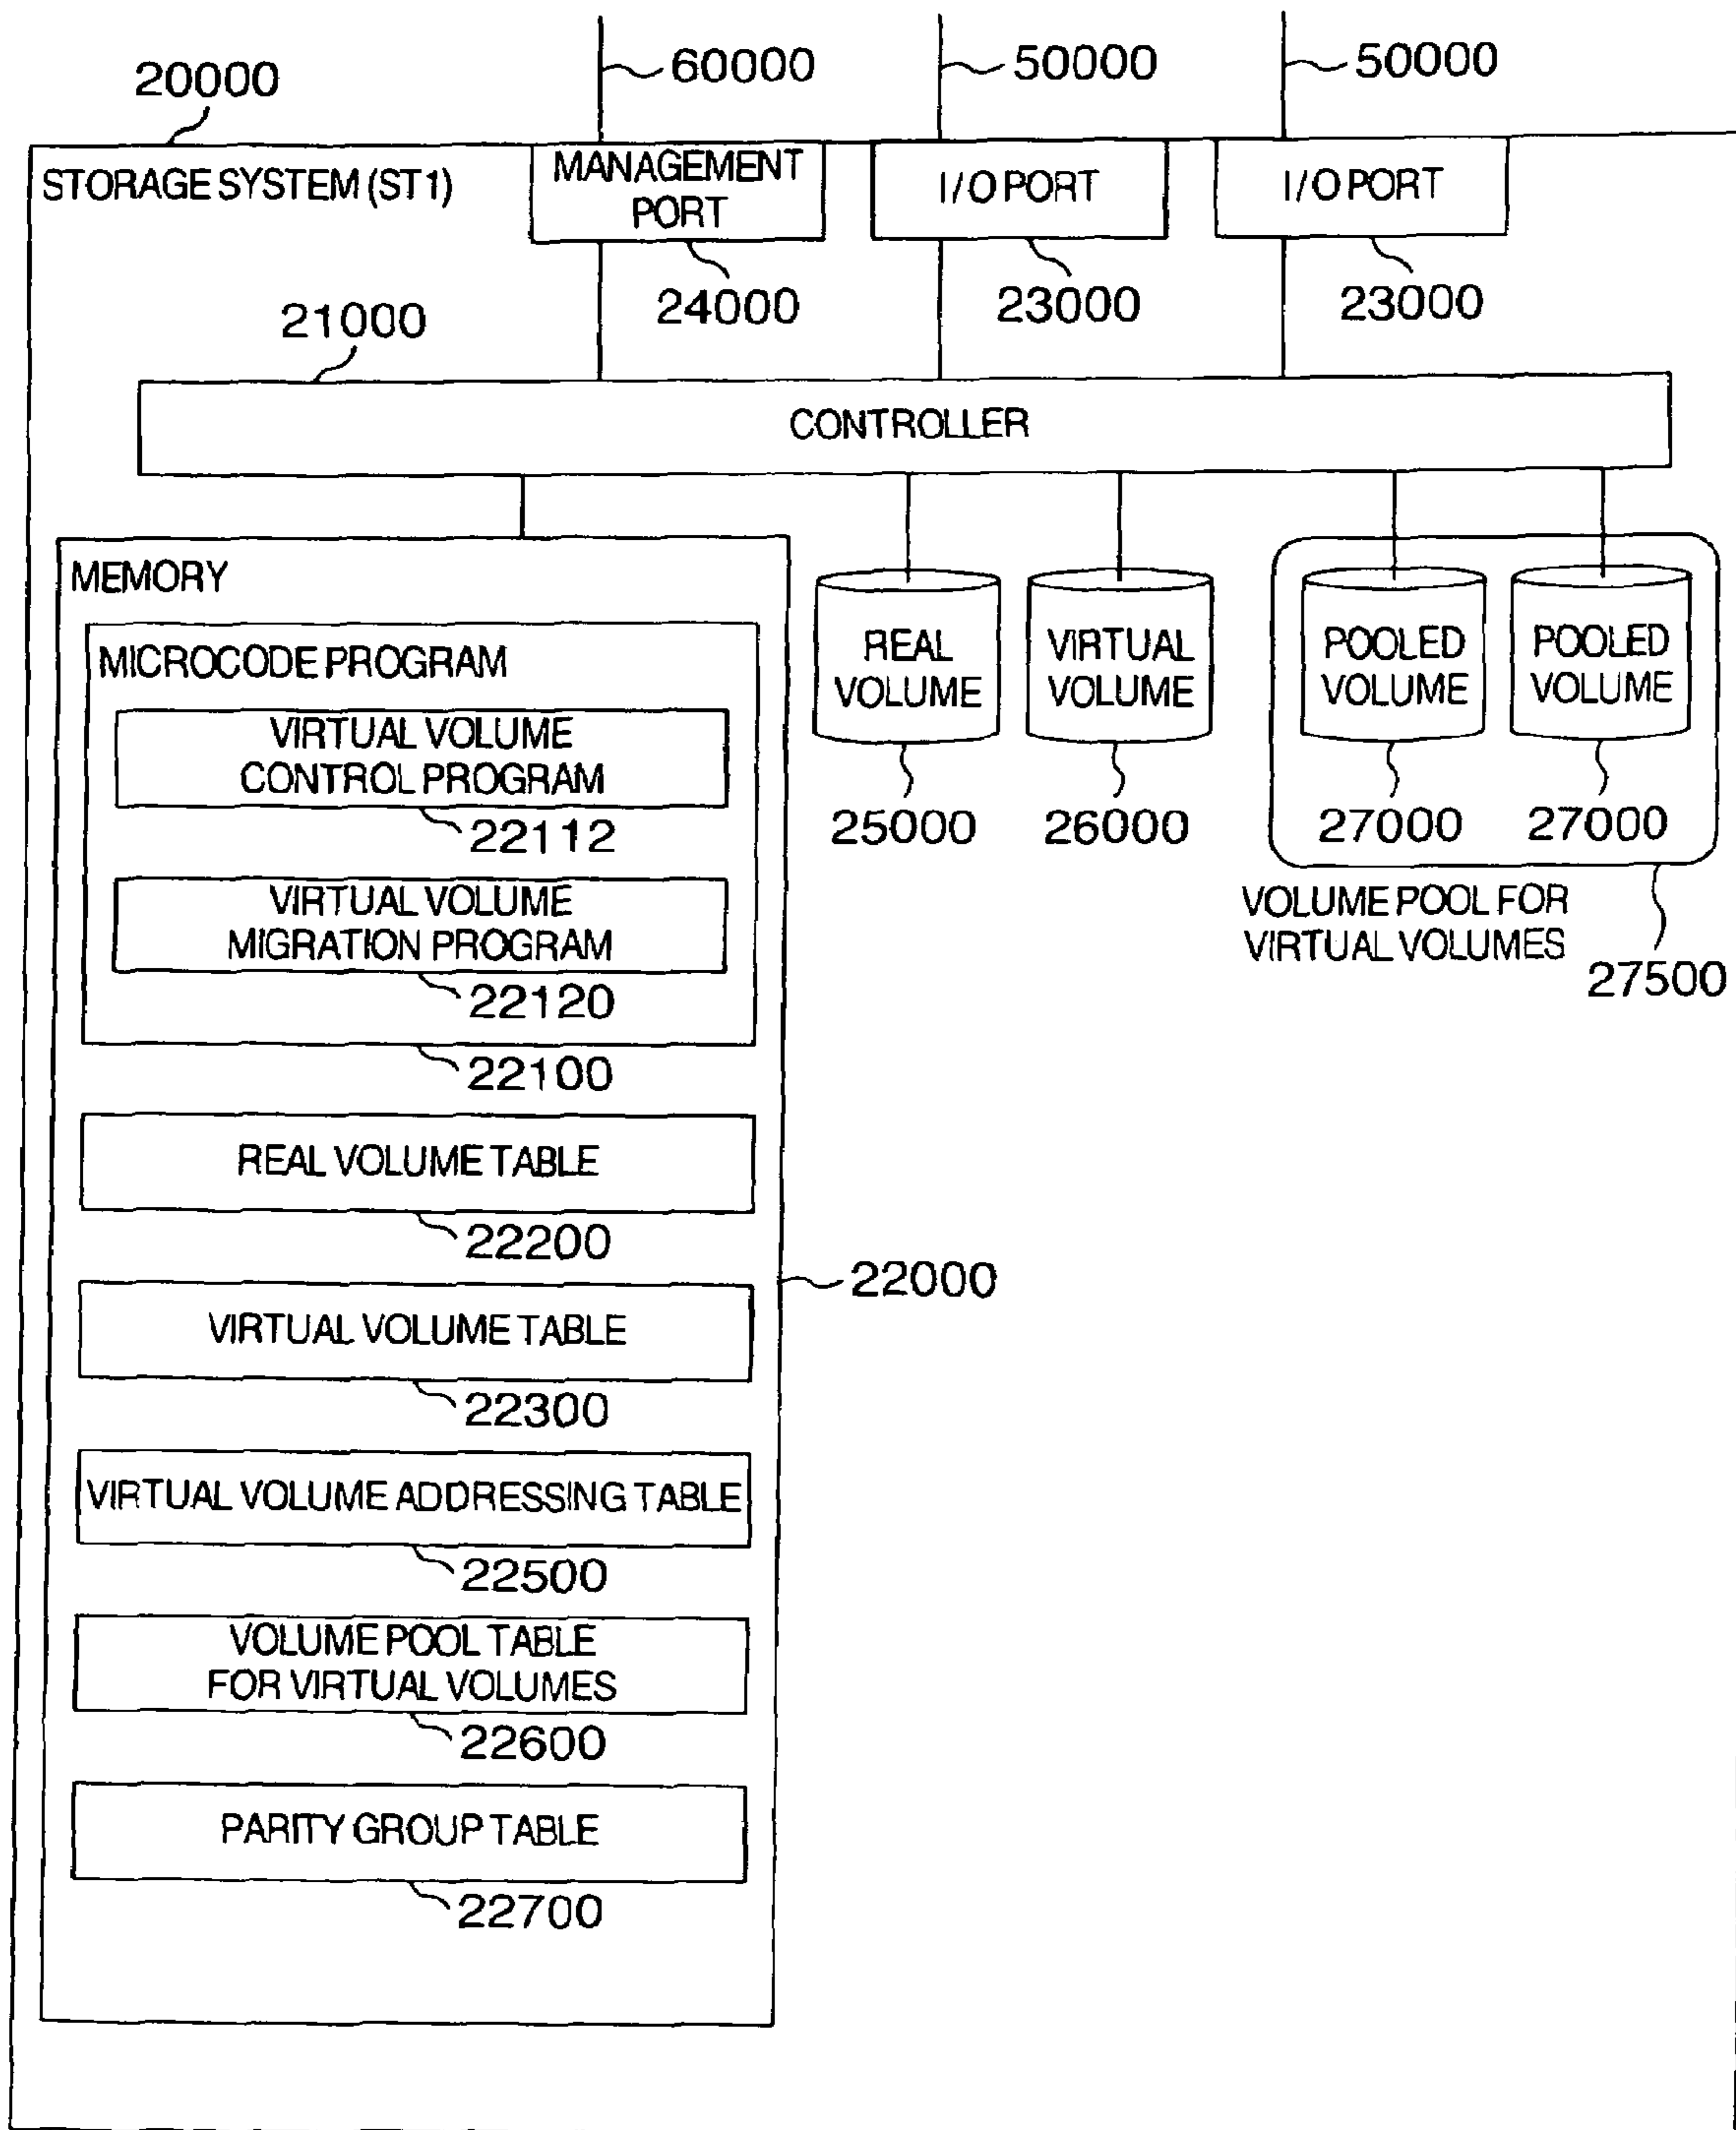 60000
50000
50000
20000
STORAGE SYSTEM (ST1)
MANAGEMENT
PORT
I/O PORT
I/O PORT
24000
23000
23000
21000
CONTROLLER
MEMORY
MICROCODE PROGRAM
VIRTUAL VOLUME
CONTROL PROGRAM
22112
VIRTUAL VOLUME
MIGRATION PROGRAM
22120
22100
REAL VOLUME TABLE
22200
VIRTUAL VOLUME TABLE
22300
VIRTUAL VOLUME ADDRESSING TABLE
22500
VOLUME POOL TABLE
FOR VIRTUAL VOLUMES
22600
PARITY GROUP TABLE
22700
22000
REAL
VOLUME
25000
VIRTUAL
VOLUME
26000
POOLED
VOLUME
27000
POOLED
VOLUME
27000
VOLUME POOL FOR
VIRTUAL VOLUMES
27500